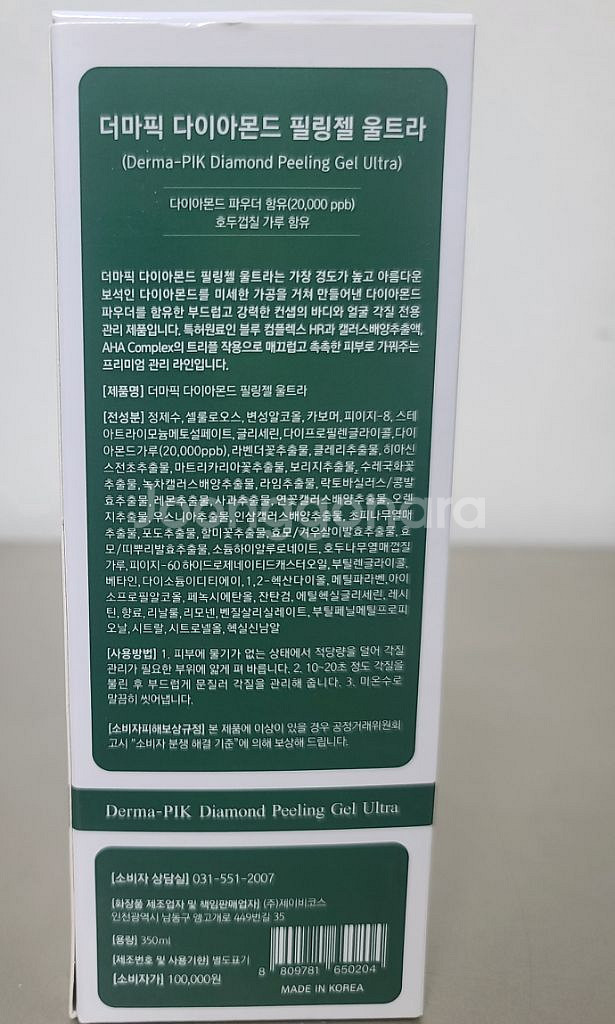 더마픽 다이아몬드 필링젤 울트라
(Derma-PIK Diamond Peeling Gel Ultra)
다이아몬드 파우더 함유(20,000 ppb)
호두껍질 가루 함유
더마픽 다이아몬드 필링젤 울트라는 가장 경도가 높고 아름다운
보석인 다이아몬드를 미세한 가공을 거쳐 만들어낸 다이아몬드
파우더를 함유한 부드럽고 강력한 컨셉의 바디와 얼굴 각질 전용
관리 제품입니다. 특허원료인 블루 컴플렉스 HR과 캘러스배양추출액,
AHA Complex의 트리플 작용으로 매끄럽고 촉촉한 피부로 가꿔주는
프리미엄 관리 라인입니다.
[제품명] 더마픽 다이아몬드 필링젤 울트라
[전성분] 정제수, 셀룰로오스, 변성알코올, 카보머, 피이지-8, 스테
아트라이모늄메토설페이트, 글리세린, 다이프로필렌글라이콜, 다이
아몬드가루(20,000ppb), 라벤더꽃추출물, 클레리추출물, 히아신
스전초추출물, 마트리카리아꽃추출물, 보리지추출물, 수레국화꽃
추출물, 녹차캘러스배양추출물, 라임추출물, 락토바실러스/콩발
효추출물, 레몬추출물, 사과추출물, 연꽃캘러스배양추출물, 오렌
지추출물, 우스니아추출물, 인삼캘러스배양추출물, 초피나무열매
추출물, 포도추출물, 할미꽃추출물, 효모/겨우살이발효추출물, 효
모/띠뿌리발효추출물, 소듐하이알루로네이트, 호두나무열매껍질
가루, 피이지-60하이드로제네이티드캐스터오일, 부틸렌글라이콜,
베타인, 다이소듐이디티에이, 1,2-헥산다이올, 메틸파라벤, 아이
소프로필알코올, 페녹시에탄올, 잔탄검, 에틸헥실글리세린, 레시
틴, 향료, 리날룰, 리모넨, 벤질살리실레이트, 부틸페닐메틸프로피
오날, 시트랄, 시트로넬올, 헥실신남알
[사용방법] 1. 피부에 물기가 없는 상태에서 적당량을 덜어 각질
관리가 필요한 부위에 얇게 펴 바릅니다. 2. 10~20초 정도 각질을
불린 후 부드럽게 문질러 각질을 관리해 줍니다. 3. 미온수로
말끔히 씻어냅니다.
[소비자피해보상규정] 본 제품에 이상이 있을 경우 공정거래위원회
고시 "소비자 분쟁 해결 기준"에 의해 보상해 드립니다.
Derma-PIK Diamond Peeling Gel Ultra
[소비자 상담실] 031-551-2007
[화장품 제조업자 및 책임판매업자] (주)제이비코스
인천광역시 남동구 앵고개로 449번길 35
[용량] 350ml
[제조번호 및 사용기한] 별도표기
[소비자가] 100,000원
8 809781 650204
MADE IN KOREA